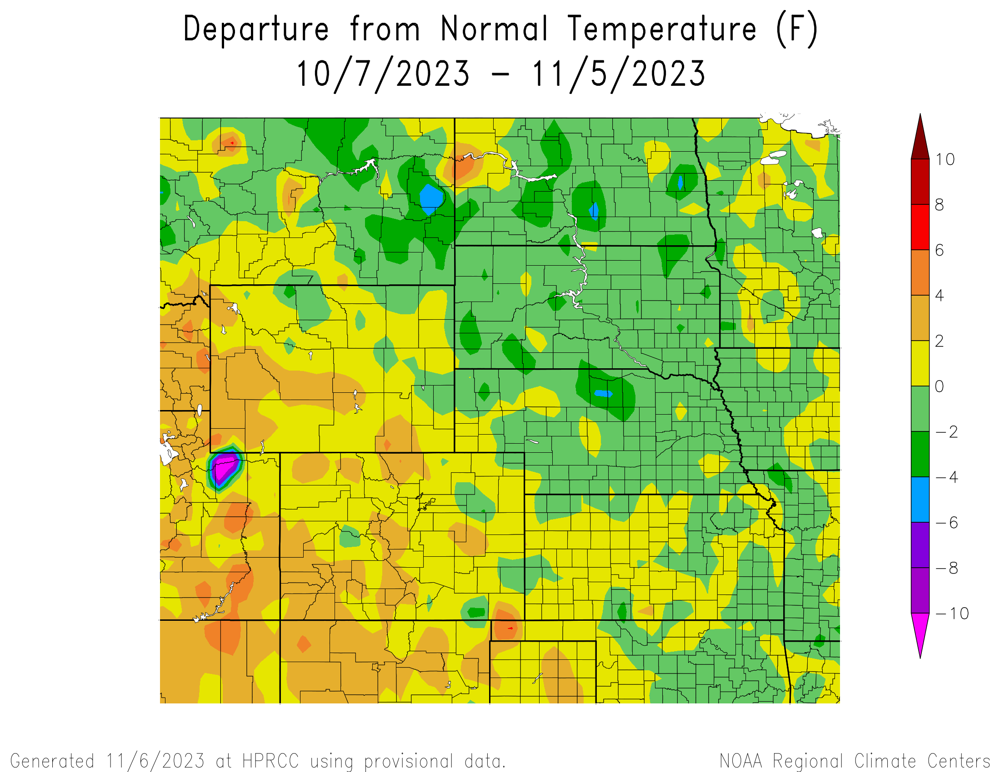 Departure from Normal Temperature (F)
10/7/2023 – 11/5/2023
10
8
6
4
2
0
−2
−4
−6
−8
−10
Generated 11/6/2023 at HPRCC using provisional data.
NOAA Regional Climate Centers